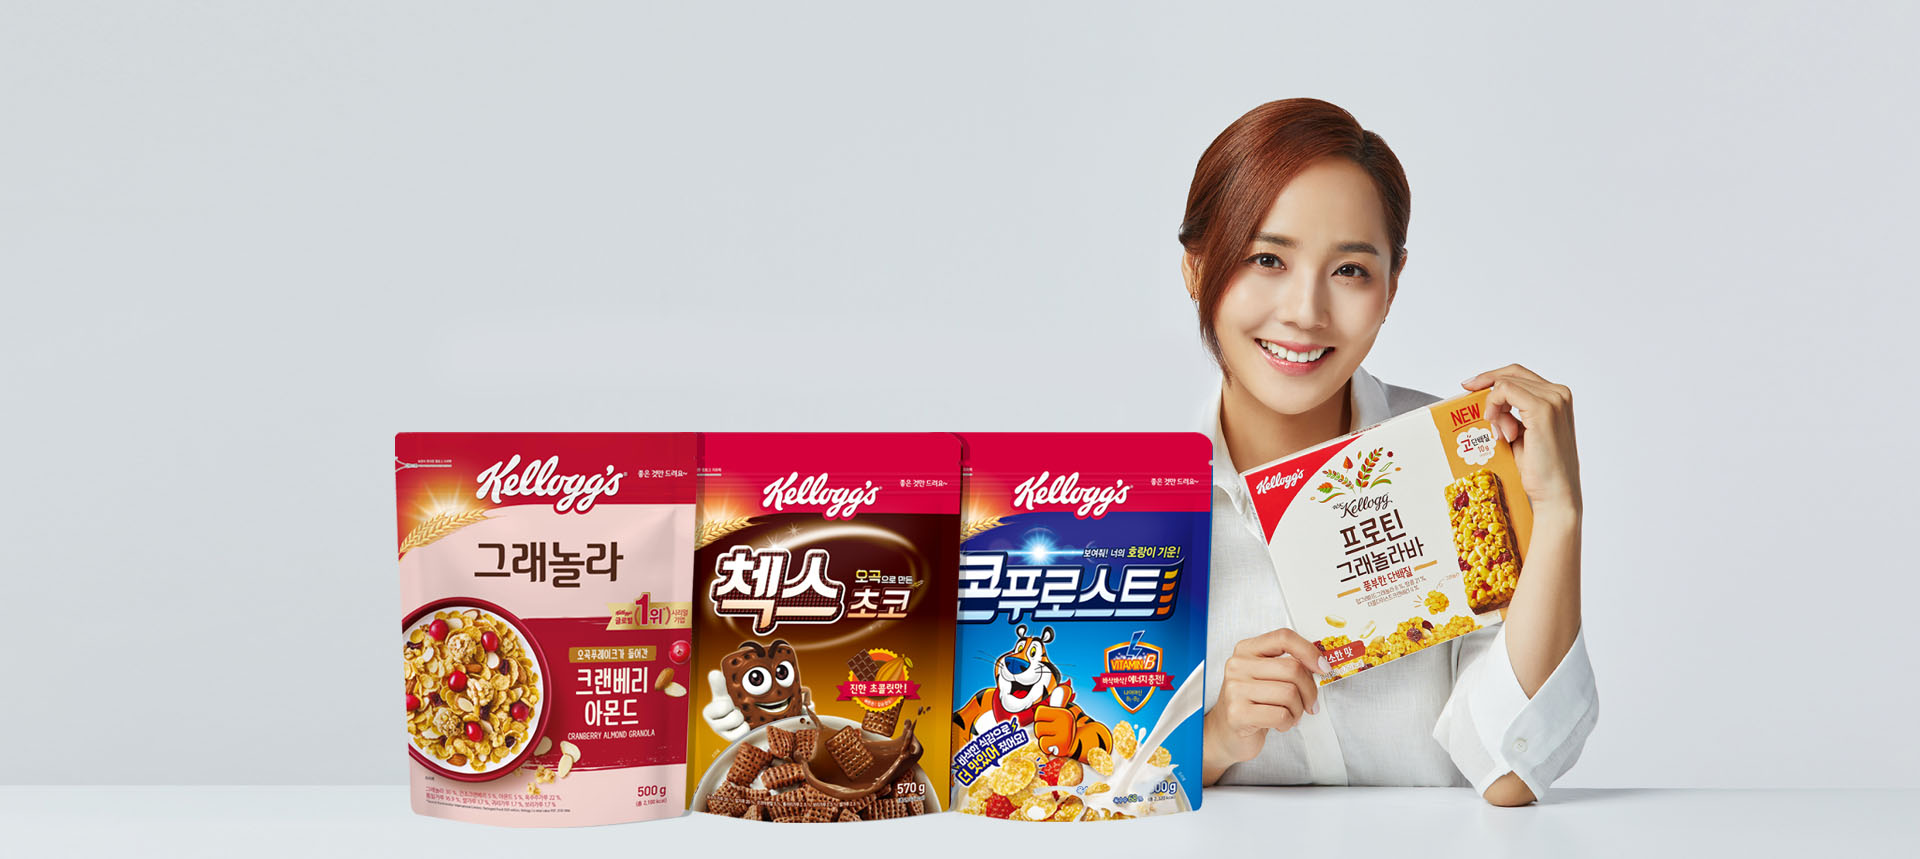 Kellogg's
좋은 것만 드려요~
그래놀라
글로벌
1위
시리얼
기업
오곡푸레이크가 들어간
크랜베리
아몬드
CRANBERRY ALMOND GRANOLA
500 g
Kellogg's
좋은 것만 드려요~
첵스
오곡으로 만든
초코
진한 초콜릿맛!
570 g
Kellogg's
좋은 것만 드려요~
보여줘! 너의 호랑이 기운!
콘푸로스트
VITAMIN B
바삭바삭! 에너지 충전!
바삭한 식감으로
더 맛있어 졌어요!
00 g
NEW
고단백질
10g
Kellogg's
Kellogg
프로틴
그래놀라바
풍부한 단백질
소한 맛